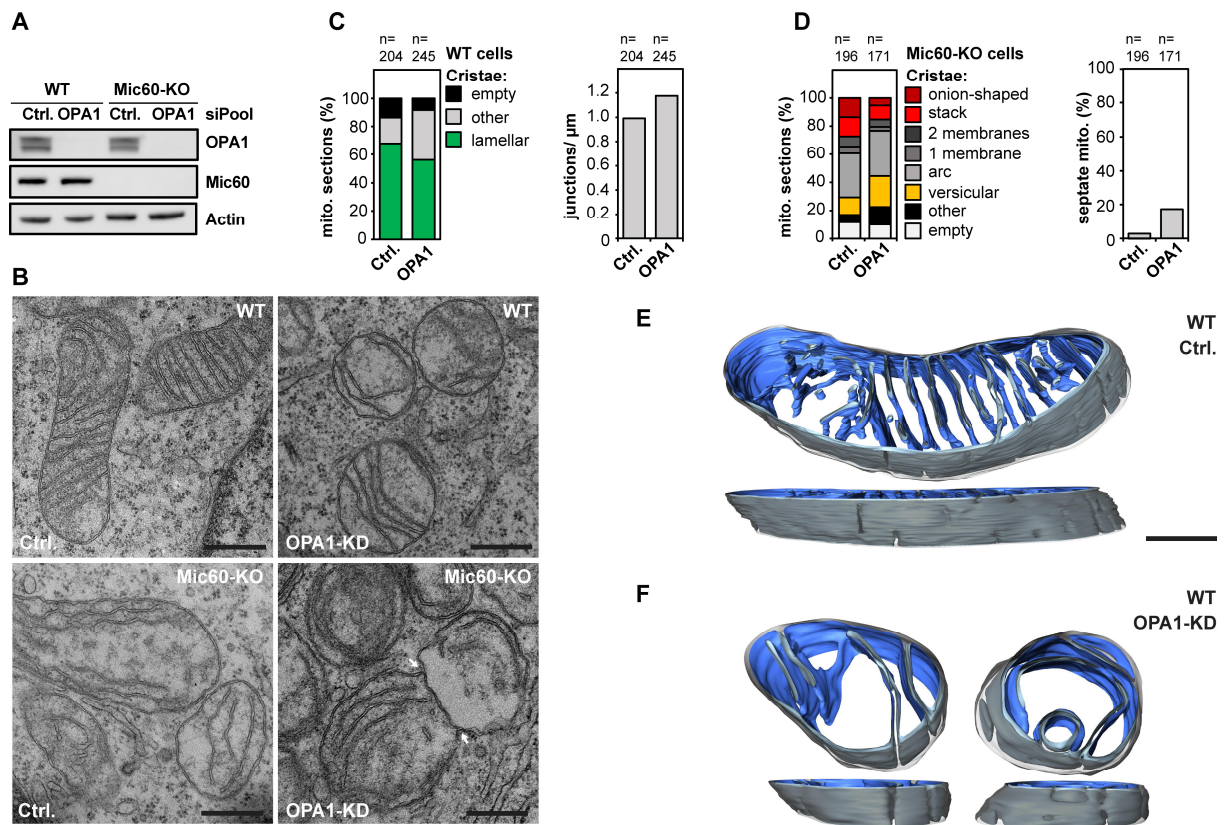 A
WT Mic60-KO
Ctrl. OPA1 Ctrl. OPA1 siPool
OPA1
Mic60
Actin
C
n= n=
204 245 WT cells
Cristae:
empty
other
lamellar
mito. sections (%)
100
80
60
40
20
0
Ctrl.
OPA1
n= n=
204 245
junctions/ µm
1.2
1.0
0.8
0.6
0.4
0.2
0
Ctrl.
OPA1
D
n= n=
196 171 Mic60-KO cells
Cristae:
onion-shaped
stack
2 membranes
1 membrane
arc
versicular
other
empty
mito. sections (%)
100
80
60
40
20
0
Ctrl.
OPA1
n= n=
196 171
septate mito. (%)
100
80
60
40
20
0
Ctrl.
OPA1
B
WT
Ctrl.
WT
OPA1-KD
Mic60-KO
Ctrl.
Mic60-KO
OPA1-KD
E
WT
Ctrl.
F
WT
OPA1-KD